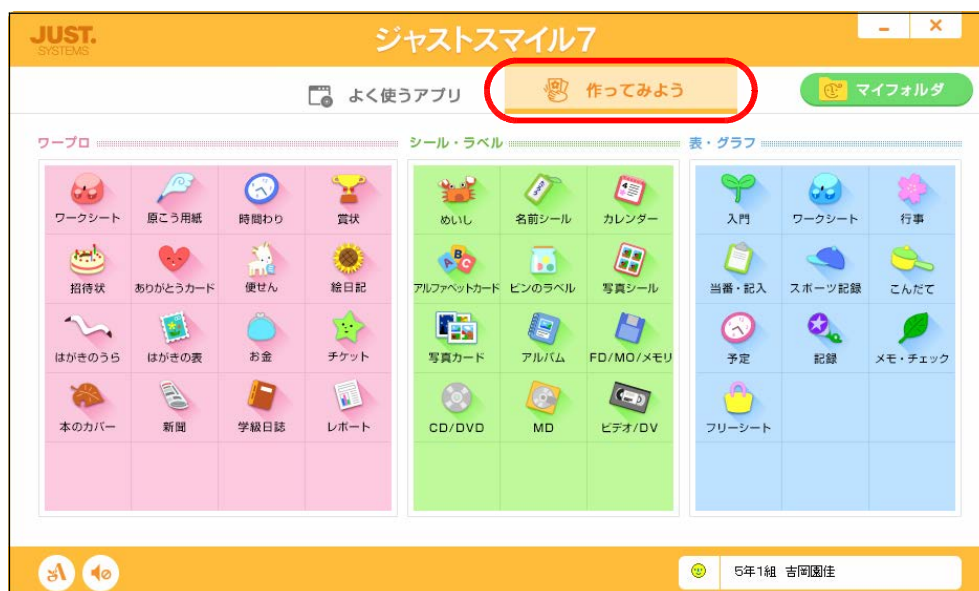 JUST.
SYSTEMS
ジャストスマイル7
よく使うアプリ
作ってみよう
マイフォルダ
ワープロ
シール・ラベル
表・グラフ
ワークシート 原こう用紙 時間わり 賞状
めいし 名前シール カレンダー
入門 ワークシート 行事
招待状 ありがとうカード 便せん 絵日記
アルファベットカード ビンのラベル 写真シール
当番・記入 スポーツ記録 こんだて
はがきのうら はがきの表 お金 チケット
写真カード アルバム FD/MO/メモリ
予定 記録 メモ・チェック
本のカバー 新聞 学級日誌 レポート
CD/DVD MD ビデオ/DV
フリーシート
5年1組 吉岡園佳